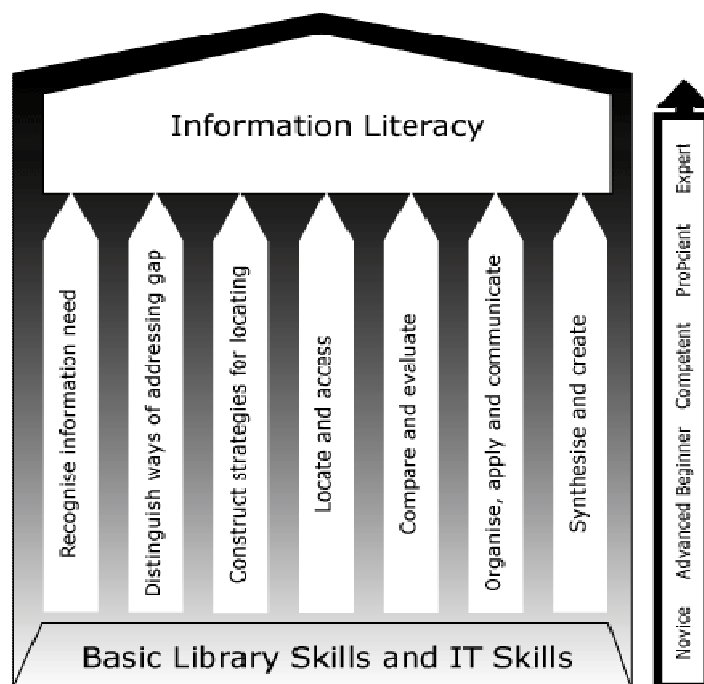 Information Literacy
Recognise information need
Distinguish ways of addressing gap
Construct strategies for locating
Locate and access
Compare and evaluate
Organise, apply and communicate
Synthesise and create
Basic Library Skills and IT Skills
Novice Advanced Beginner Competent ProPcient Expert